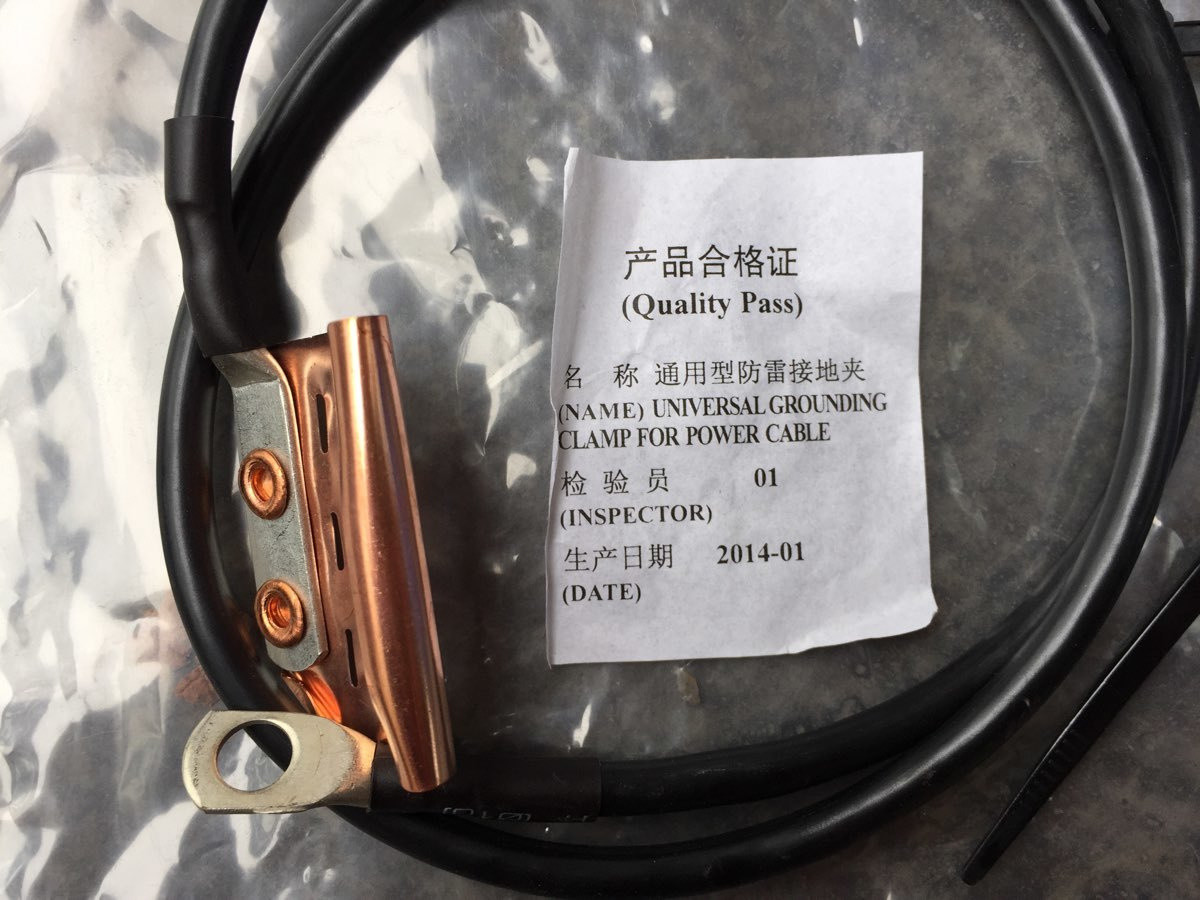 产品合格证
(Quality Pass)
名 称 通用型防雷接地夹
(NAME) UNIVERSAL GROUNDING
CLAMP FOR POWER CABLE
检 验 员 01
(INSPECTOR)
生产日期 2014-01
(DATE)